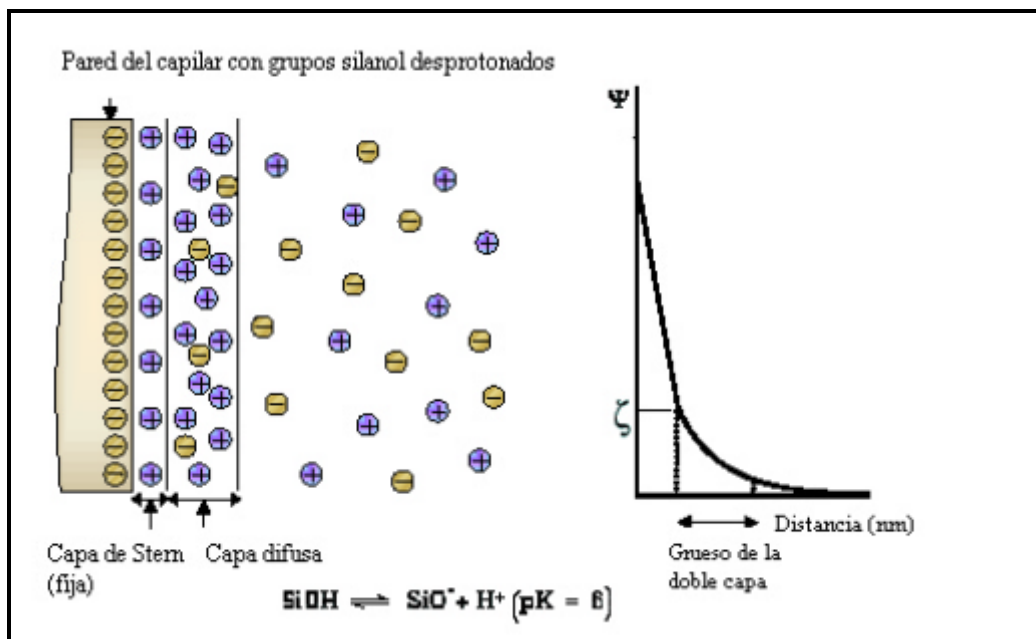 Pared del capilar con grupos silanol desprotonados
Ψ
ζ
Distancia (nm)
Grueso de la
doble capa
Capa de Stern
(fija)
Capa difusa
SiOH ⇌ SiO⁻ + H⁺ (pK = 6)